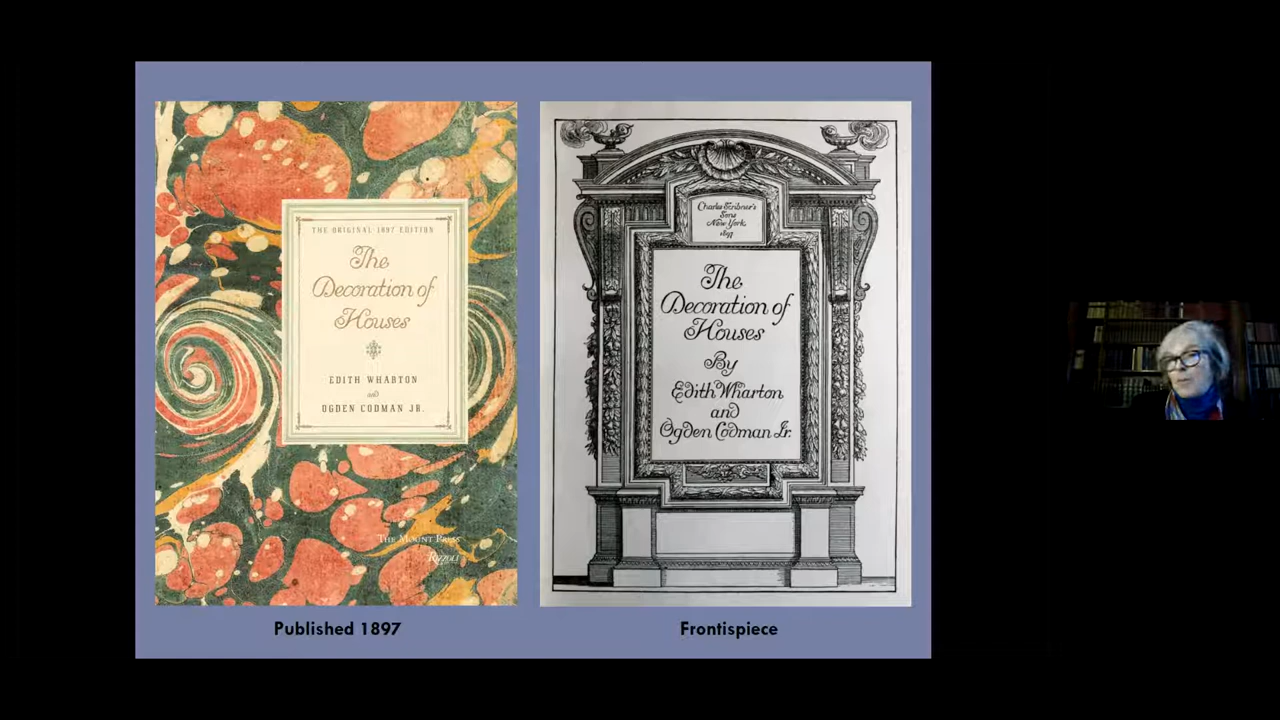 THE ORIGINAL 1897 EDITION
The
Decoration of
Houses
EDITH WHARTON
and
OGDEN CODMAN JR.
THE MOUNT PRESS
RIZZOLI
Published 1897
Charles Scribner's
Sons
New York
1897
The
Decoration of
Houses
By
Edith Wharton
and
Ogden Codman Jr.
Frontispiece